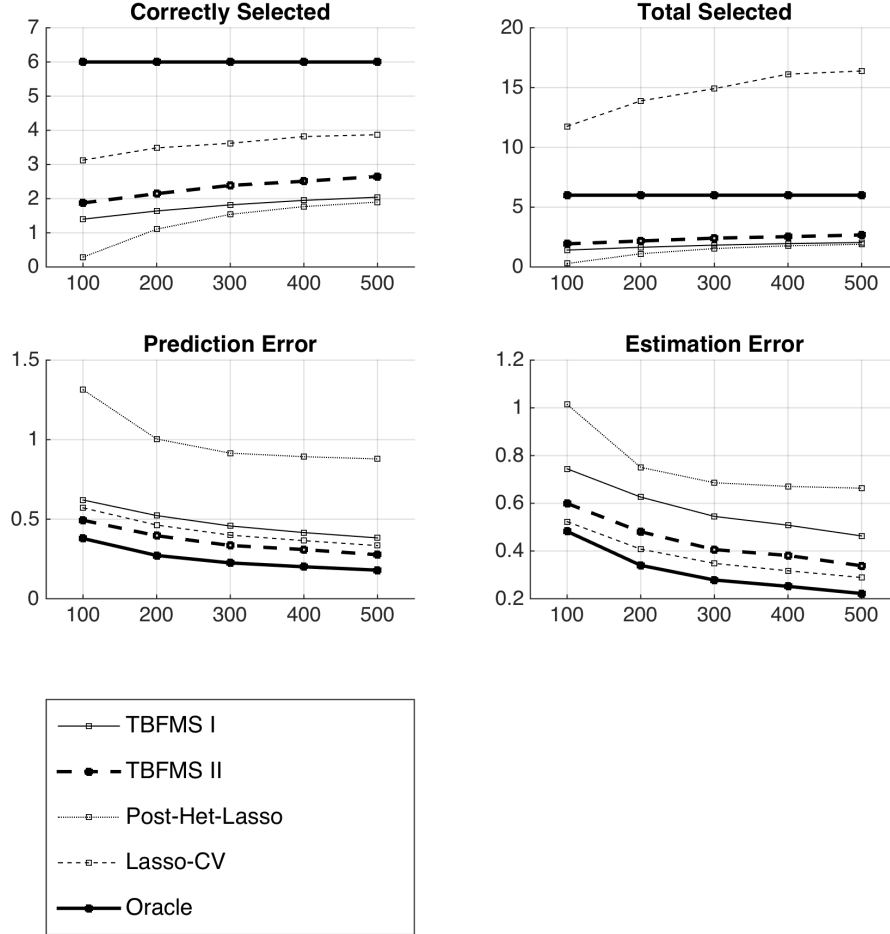 Correctly Selected
7
6
5
4
3
2
1
0
100 200 300 400 500
Total Selected
20
15
10
5
0
100 200 300 400 500
Prediction Error
1.5
1
0.5
0
100 200 300 400 500
Estimation Error
1.2
1
0.8
0.6
0.4
0.2
100 200 300 400 500
TBFMS I
TBFMS II
Post-Het-Lasso
Lasso-CV
Oracle